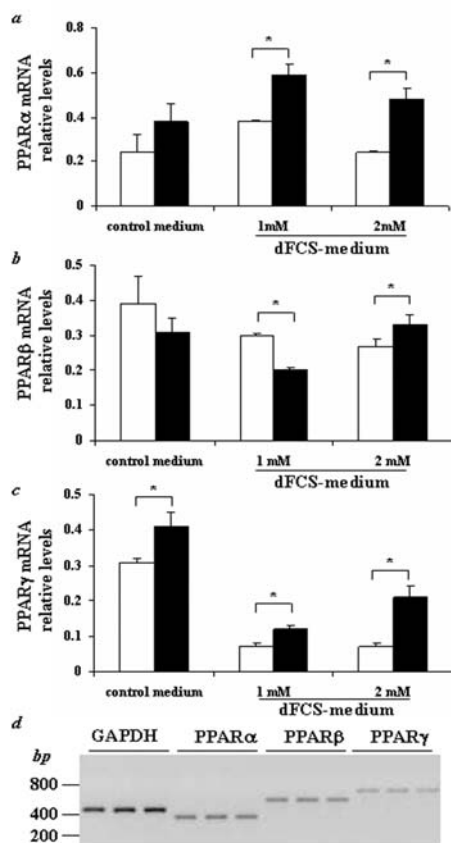 a
PPARα mRNA
relative levels
0.8
0.6
0.4
0.2
0
*
*
control medium 1mM 2mM
dFCS-medium
b
PPARβ mRNA
relative levels
0.5
0.4
0.3
0.2
0.1
0
*
*
control medium 1 mM 2 mM
dFCS-medium
c
PPARγ mRNA
relative levels
0.5
0.4
0.3
0.2
0.1
0
*
*
*
control medium 1 mM 2 mM
dFCS-medium
d
GAPDH PPARα PPARβ PPARγ
bp
800
400
200